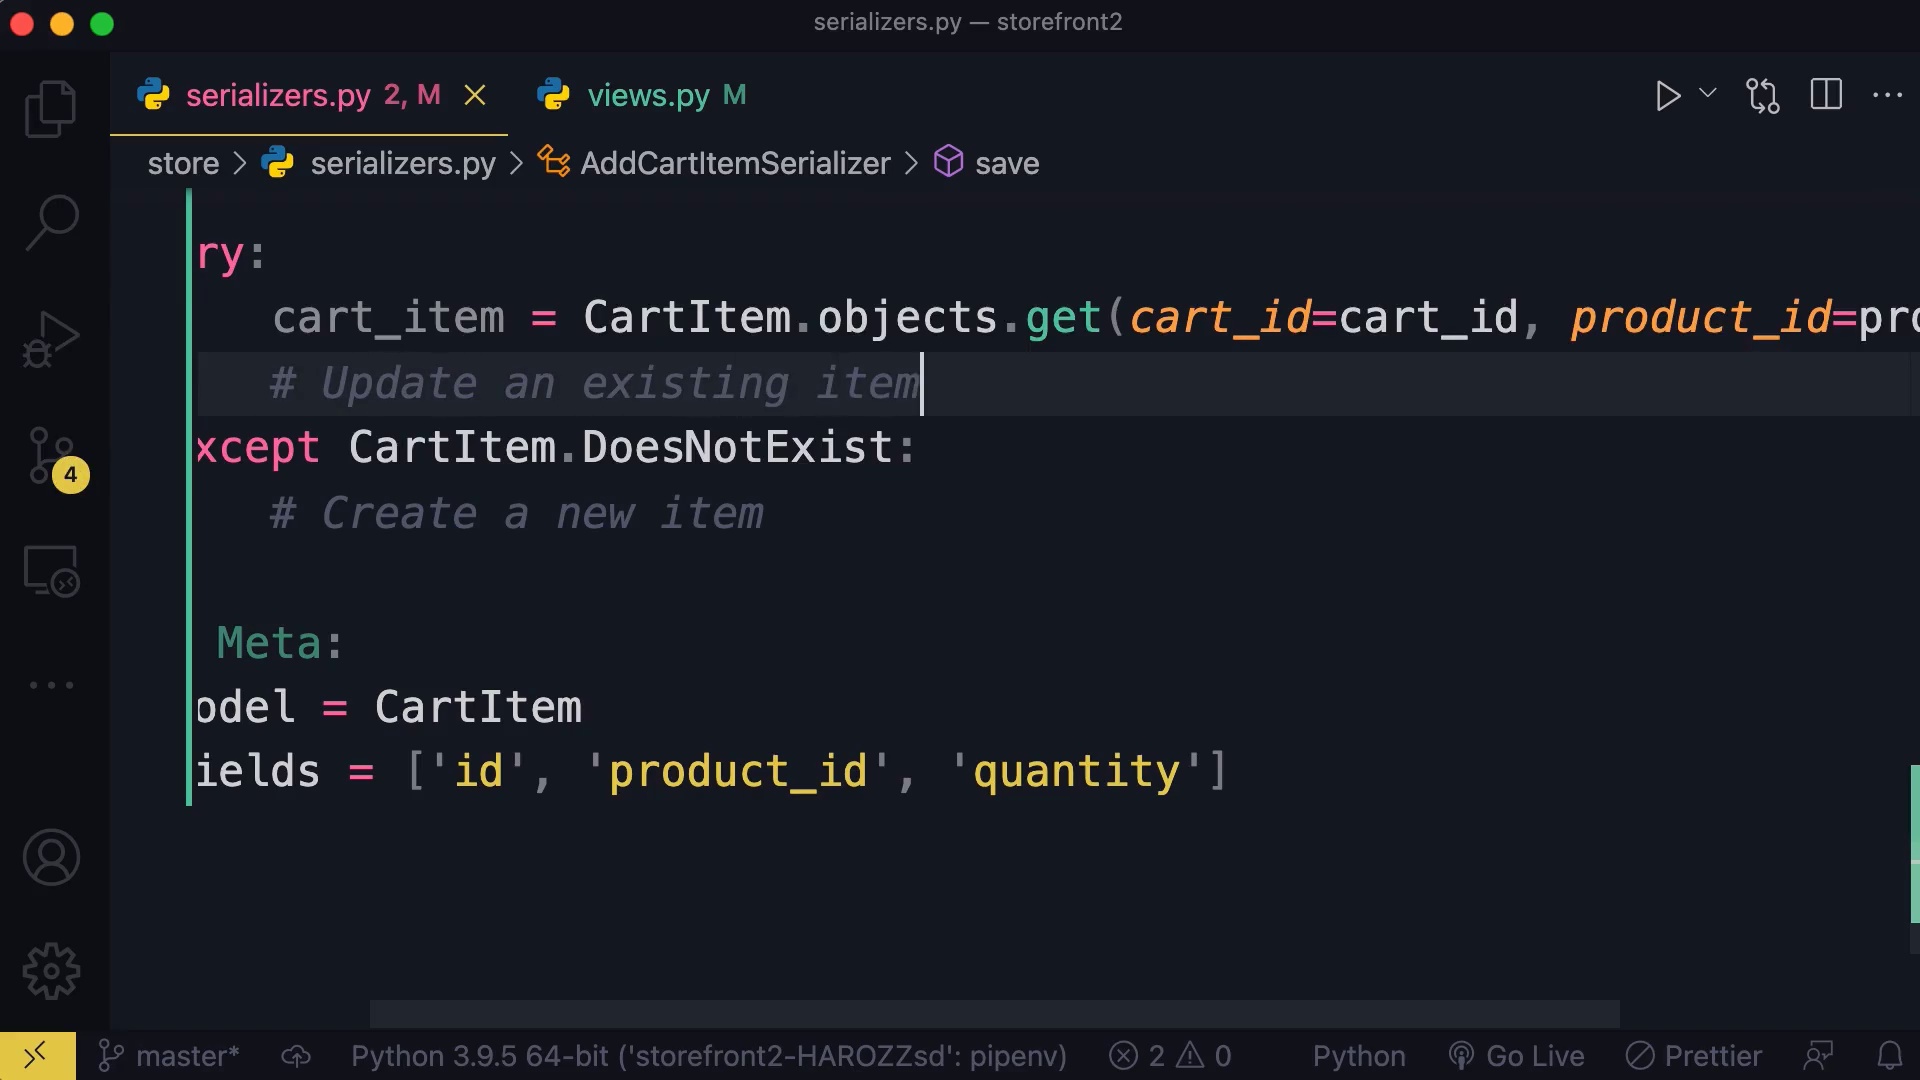 serializers.py — storefront2
serializers.py 2, M
views.py M
store > serializers.py > AddCartItemSerializer > save
ry:
cart_item = CartItem.objects.get(cart_id=cart_id, product_id=pro
# Update an existing item
xcept CartItem.DoesNotExist:
# Create a new item
Meta:
odel = CartItem
ields = ['id', 'product_id', 'quantity']
4
master*
Python 3.9.5 64-bit ('storefront2-HAROZZsd': pipenv)
2
0
Python
Go Live
Prettier